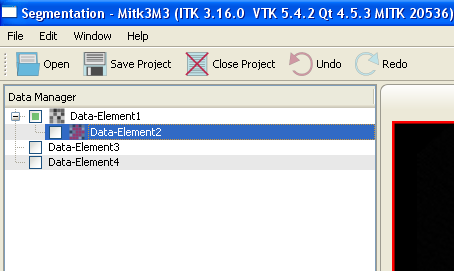 Segmentation - Mitk3M3 (ITK 3.16.0  VTK 5.4.2 Qt 4.5.3 MITK 20536)
File Edit Window Help
Open Save Project Close Project Undo Redo
Data Manager
Data-Element1
Data-Element2
Data-Element3
Data-Element4